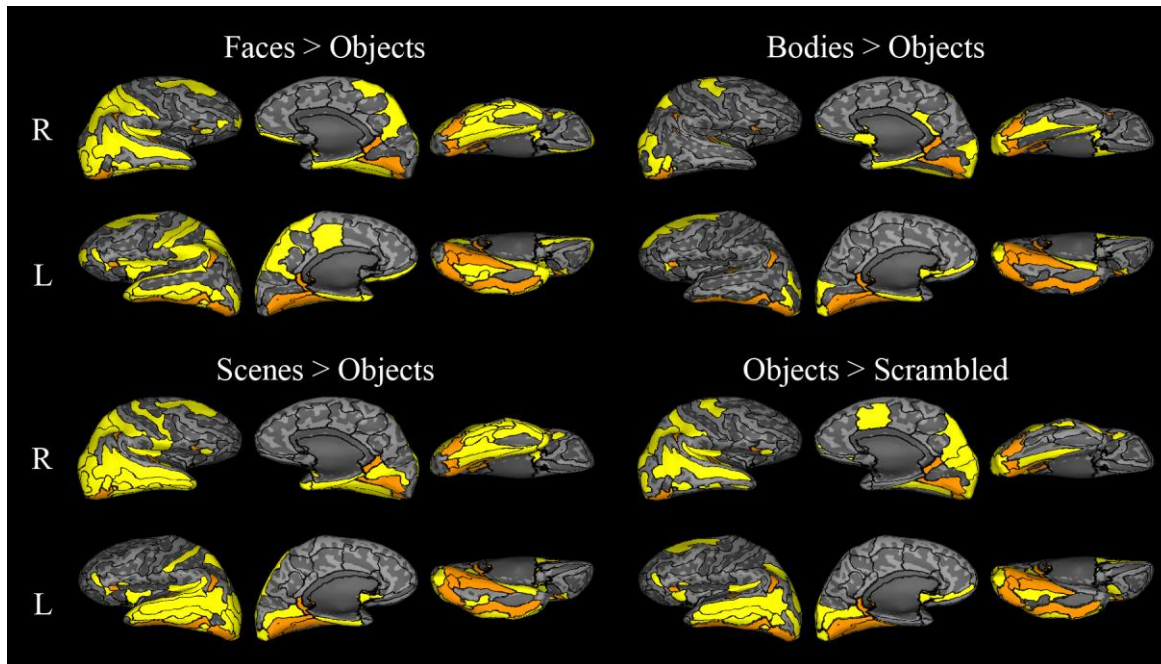 Faces > Objects
Bodies > Objects
R
L
Scenes > Objects
Objects > Scrambled
R
L